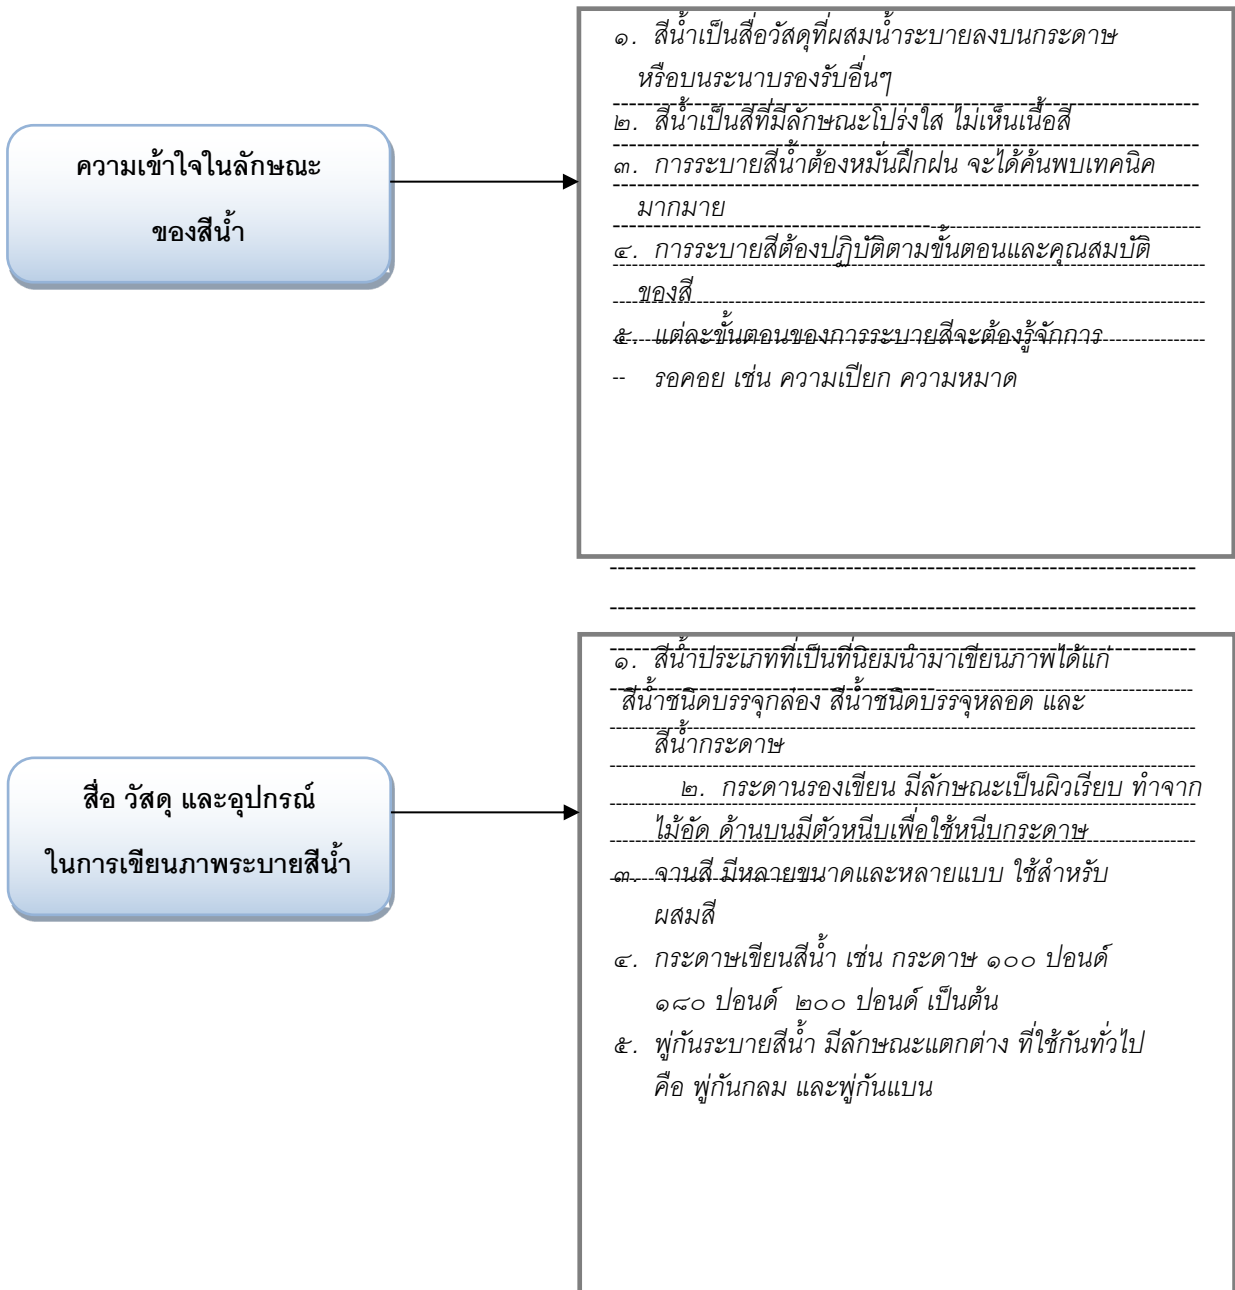 ความเข้าใจในลักษณะ
ของสีน้ำ
๑. สีน้ำเป็นสื่อวัสดุที่ผสมน้ำระบายลงบนกระดาษ
หรือบนระนาบรองรับอื่นๆ
๒. สีน้ำเป็นสีที่มีลักษณะโปร่งใส ไม่เห็นเนื้อสี
๓. การระบายสีน้ำต้องหมั่นฝึกฝน จะได้ค้นพบเทคนิค
มากมาย
๔. การระบายสีต้องปฏิบัติตามขั้นตอนและคุณสมบัติ
ของสี
๕. แต่ละขั้นตอนของการระบายสีจะต้องรู้จักการ
รอคอย เช่น ความเปียก ความหมาด
สื่อ วัสดุ และอุปกรณ์
ในการเขียนภาพระบายสีน้ำ
๑. สีน้ำประเภทที่เป็นที่นิยมนำมาเขียนภาพได้แก่
สีน้ำชนิดบรรจุกล่อง สีน้ำชนิดบรรจุหลอด และ
สีน้ำกระดาษ
๒. กระดานรองเขียน มีลักษณะเป็นผิวเรียบ ทำจาก
ไม้อัด ด้านบนมีตัวหนีบเพื่อใช้หนีบกระดาษ
๓. จานสี มีหลายขนาดและหลายแบบ ใช้สำหรับ
ผสมสี
๔. กระดาษเขียนสีน้ำ เช่น กระดาษ ๑๐๐ ปอนด์
๑๘๐ ปอนด์ ๒๐๐ ปอนด์ เป็นต้น
๕. พู่กันระบายสีน้ำ มีลักษณะแตกต่าง ที่ใช้กันทั่วไป
คือ พู่กันกลม และพู่กันแบน